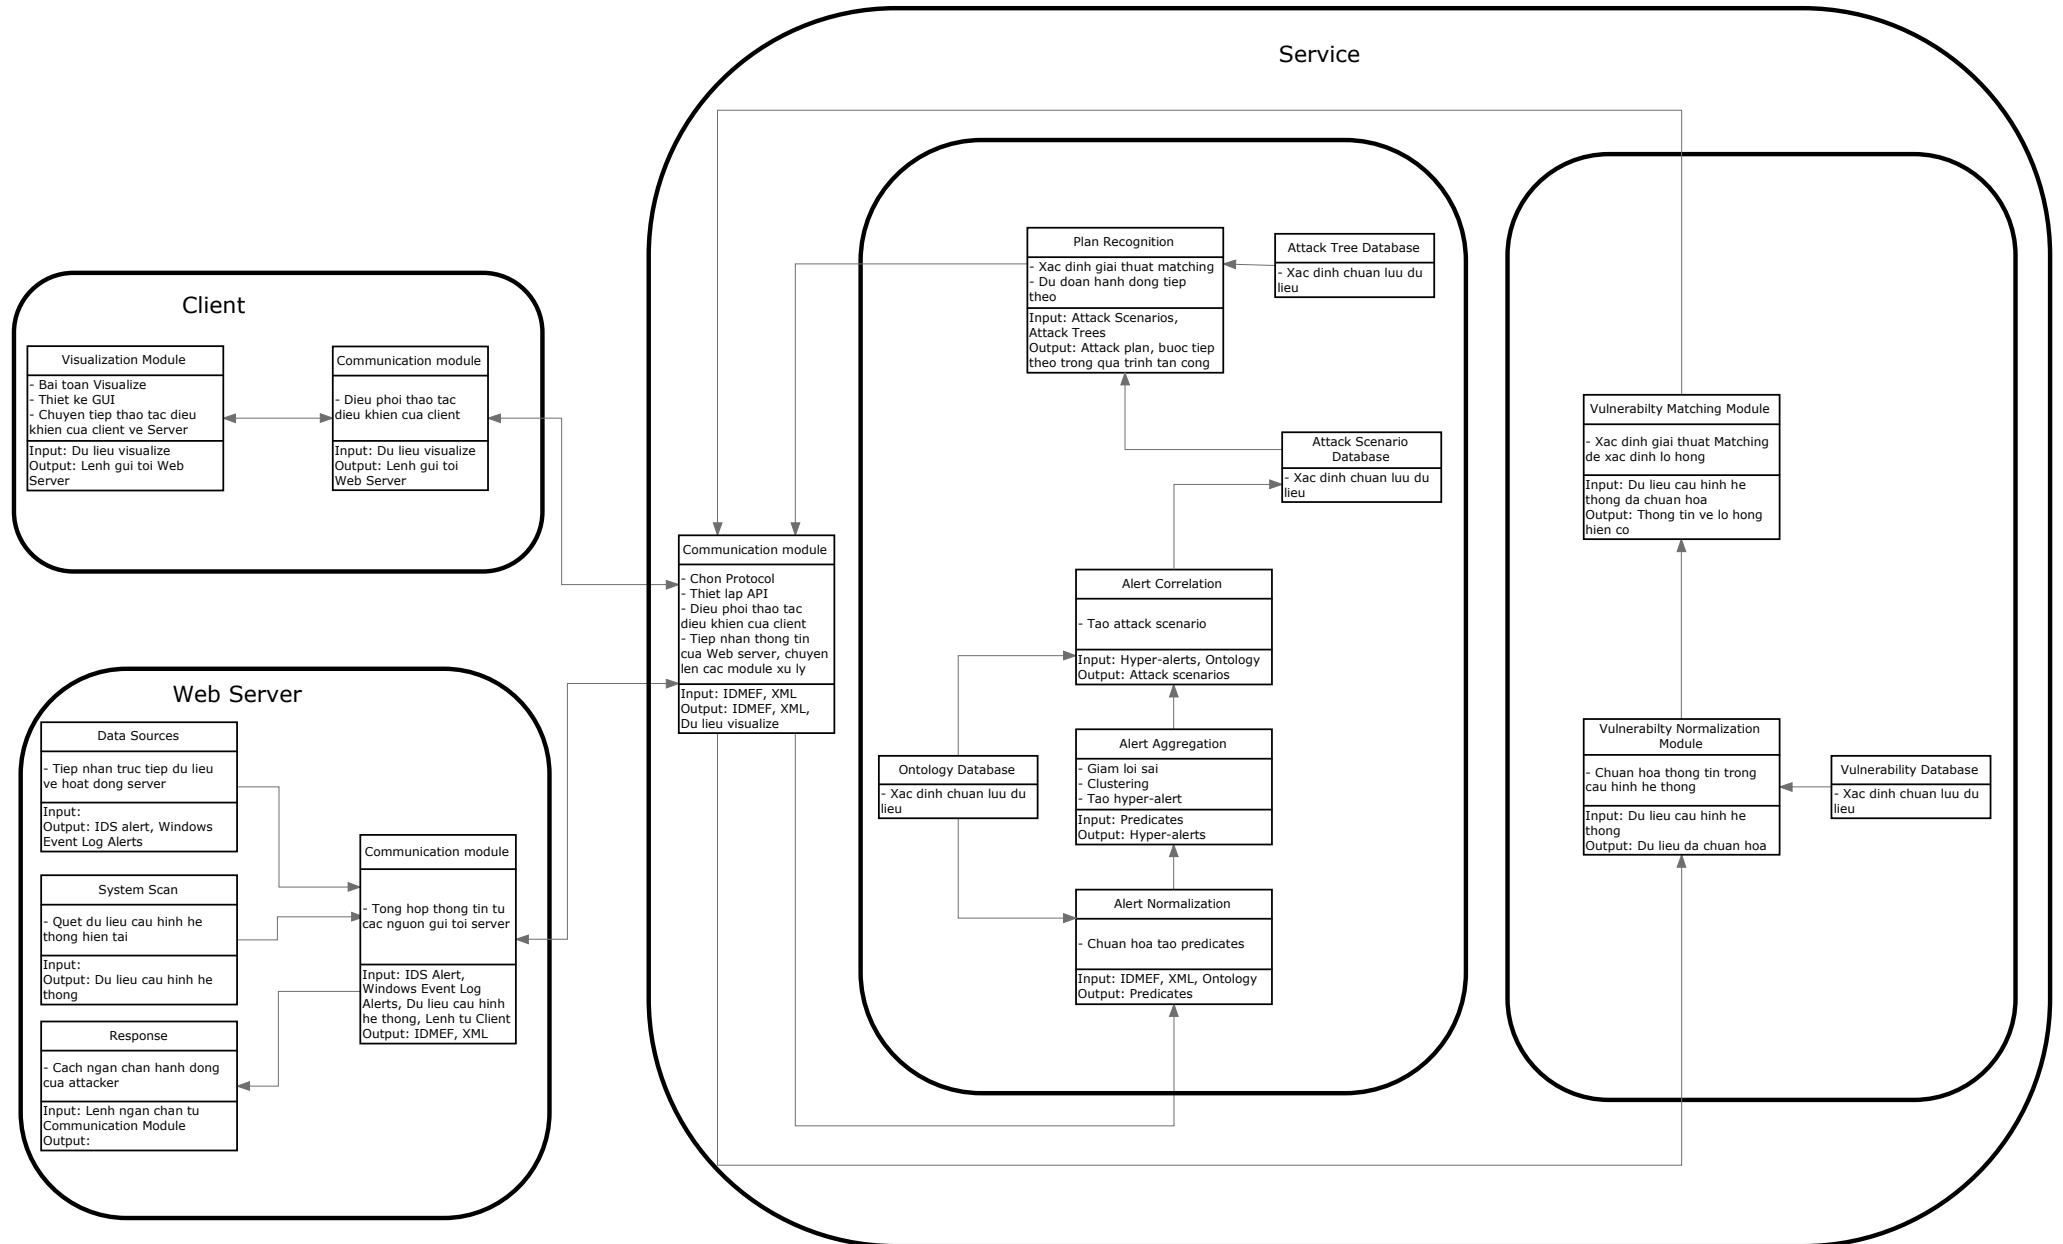 Service
Client
Visualization Module
- Bai toan Visualize
- Thiet ke GUI
- Chuyen tiep thao tac dieu
khien cua client ve Server
Input: Du lieu visualize
Output: Lenh gui toi Web
Server
Communication module
- Dieu phoi thao tac
dieu khien cua client
Input: Du lieu visualize
Output: Lenh gui toi
Web Server
Web Server
Data Sources
- Tiep nhan truc tiep du lieu
ve hoat dong server
Input:
Output: IDS alert, Windows
Event Log Alerts
System Scan
- Quet du lieu cau hinh he
thong hien tai
Input:
Output: Du lieu cau hinh he
thong
Response
- Cach ngan chan hanh dong
cua attacker
Input: Lenh ngan chan tu
Communication Module
Output:
Communication module
- Tong hop thong tin tu
cac nguon gui toi server
Input: IDS Alert,
Windows Event Log
Alerts, Du lieu cau hinh
he thong, Lenh tu Client
Output: IDMEF, XML
Communication module
- Chon Protocol
- Thiet lap API
- Dieu phoi thao tac
dieu khien cua client
- Tiep nhan thong tin
cua Web server, chuyen
len cac module xu ly
Input: IDMEF, XML
Output: IDMEF, XML,
Du lieu visualize
Plan Recognition
- Xac dinh giai thuat matching
- Du doan hanh dong tiep
theo
Input: Attack Scenarios,
Attack Trees
Output: Attack plan, buoc tiep
theo trong qua trinh tan cong
Attack Tree Database
- Xac dinh chuan luu du
lieu
Attack Scenario
Database
- Xac dinh chuan luu du
lieu
Alert Correlation
- Tao attack scenario
Input: Hyper-alerts, Ontology
Output: Attack scenarios
Alert Aggregation
- Giam loi sai
- Clustering
- Tao hyper-alert
Input: Predicates
Output: Hyper-alerts
Ontology Database
- Xac dinh chuan luu du
lieu
Alert Normalization
- Chuan hoa tao predicates
Input: IDMEF, XML, Ontology
Output: Predicates
Vulnerabilty Matching Module
- Xac dinh giai thuat Matching
de xac dinh lo hong
Input: Du lieu cau hinh he
thong da chuan hoa
Output: Thong tin ve lo hong
hien co
Vulnerabilty Normalization
Module
- Chuan hoa thong tin trong
cau hinh he thong
Input: Du lieu cau hinh he
thong
Output: Du lieu da chuan hoa
Vulnerability Database
- Xac dinh chuan luu du
lieu